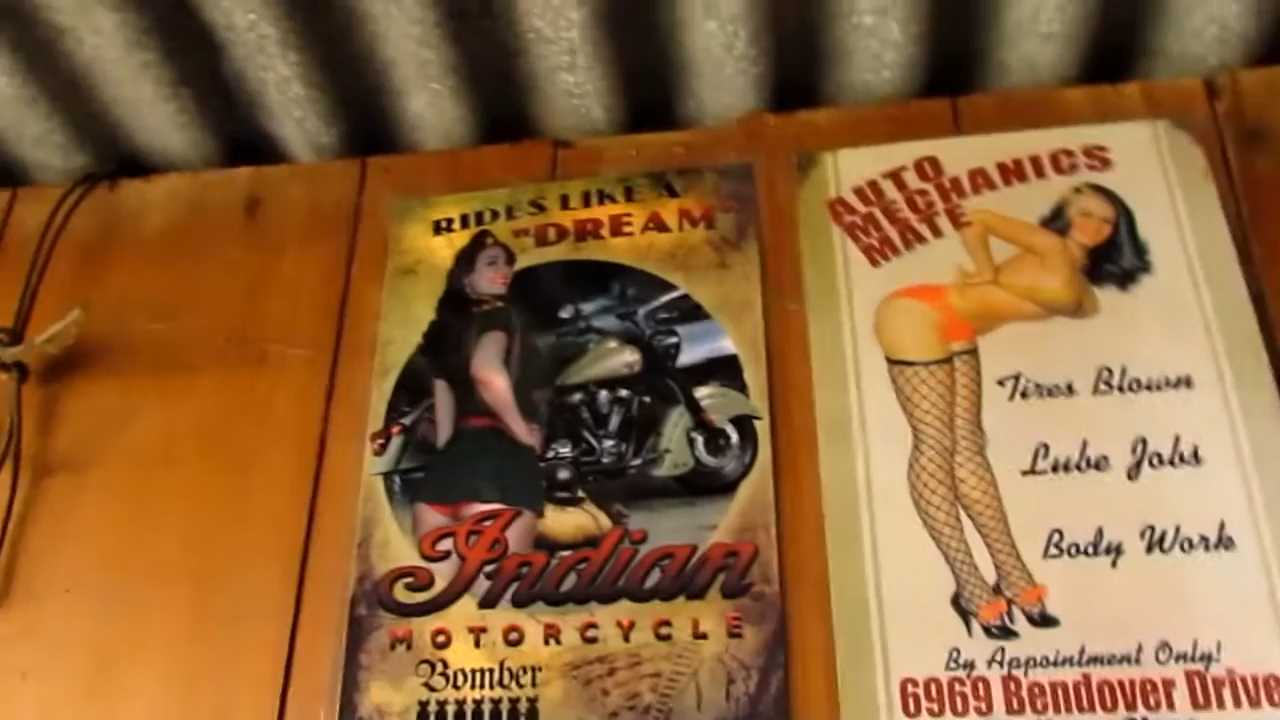 RIDES LIKE A
"DREAM"
Indian
MOTORCYCLE
Bomber
AUTO
MECHANICS
MATE
Tires Blown
Lube Jobs
Body Work
By Appointment Only!
6969 Bendover Drive